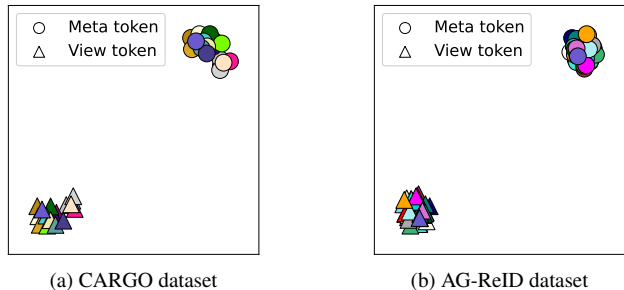 Meta token
View token
Meta token
View token
(a) CARGO dataset
(b) AG-ReID dataset